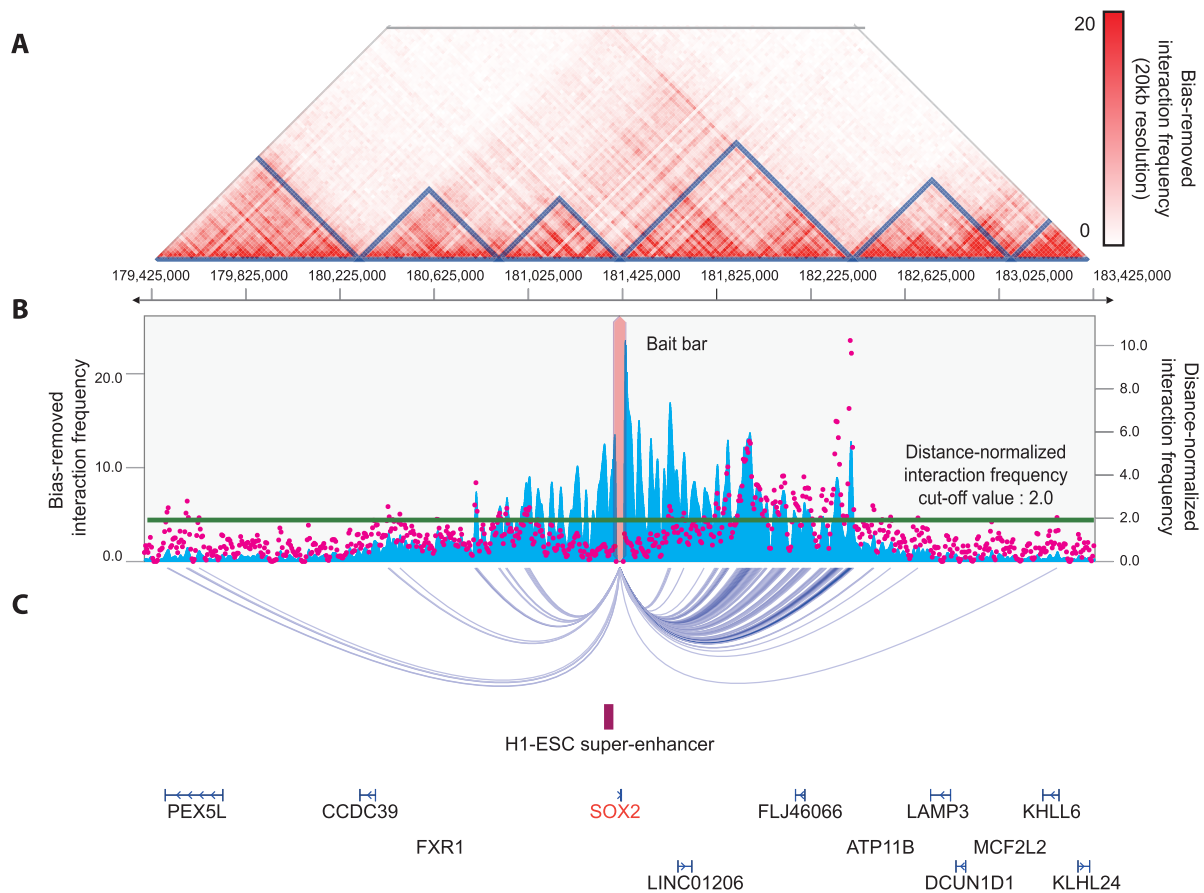 A
20
0
Bias-removed
interaction frequency
(20kb resolution)
179,425,000 179,825,000 180,225,000 180,625,000 181,025,000 181,425,000 181,825,000 182,225,000 182,625,000 183,025,000 183,425,000
B
Bias-removed
interaction frequency
20.0
10.0
0.0
Bait bar
Distance-normalized
interaction frequency
cut-off value : 2.0
10.0
8.0
6.0
4.0
2.0
0.0
Disance-normalized
interaction frequency
C
H1-ESC super-enhancer
PEX5L CCDC39 SOX2 FLJ46066 LAMP3 KHLL6
FXR1 ATP11B MCF2L2
LINC01206 DCUN1D1 KLHL24